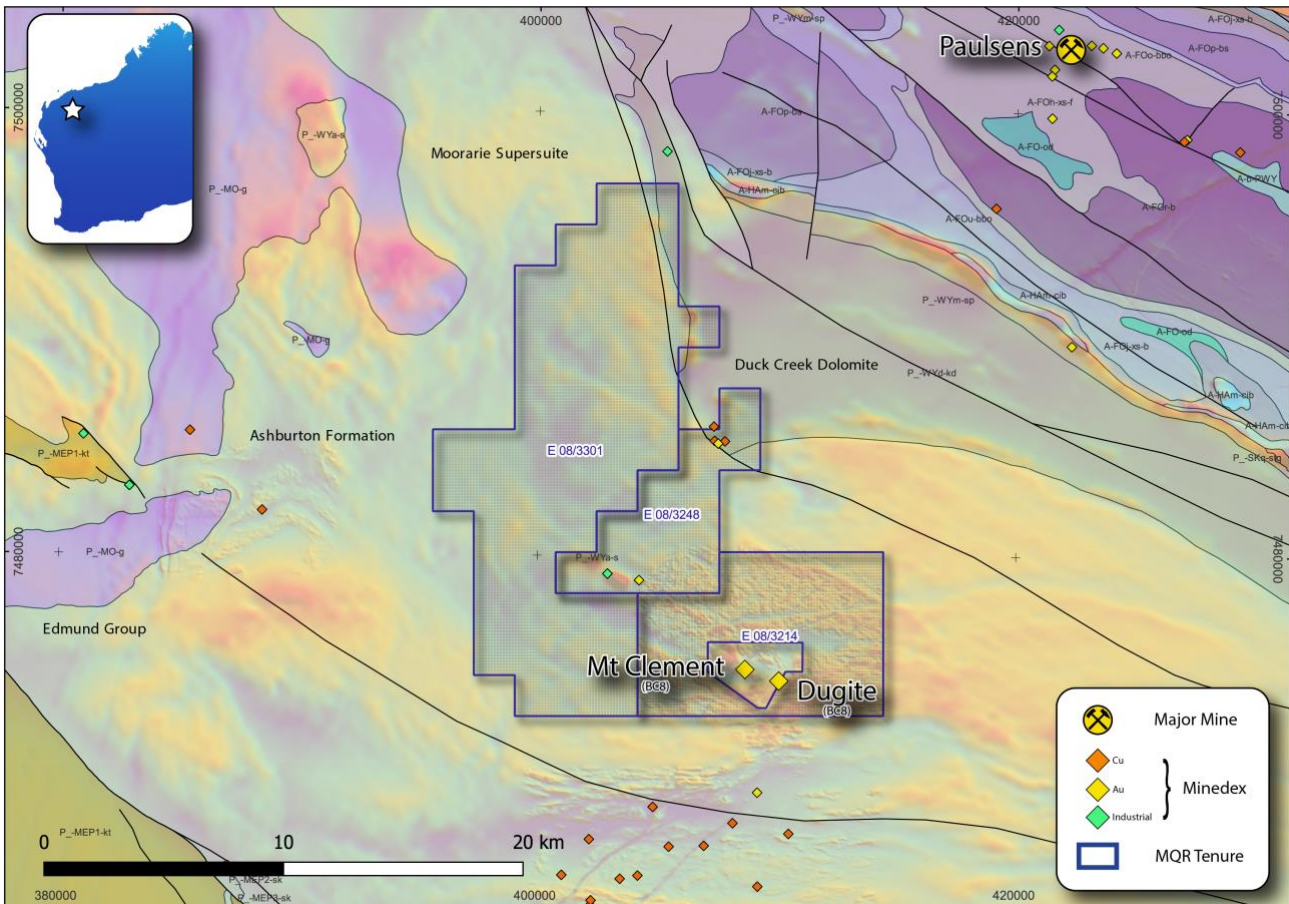 400000
420000
P_-WYm-sp
A-FOj-xs-b
Paulsens
A-FOp-bs
A-FOo-bbo
7500000
7500000
P_-WYa-s
A-FOp-bs
A-FOh-xs-f
Moorarie Supersuite
A-FO-od
P_-MO-g
A-FOj-xs-b
A-HAm-cib
A-b-RWY
A-FOr-b
A-FOu-bbo
A-HAm-cib
P_-WYm-sp
P_-MO-g
A-FO-od
A-FOj-xs-b
Duck Creek Dolomite
P_-WYd-kd
A-HAm-cib
A-HAm-cib
Ashburton Formation
P_-MEP1-kt
E 08/3301
P_-SKq-stq
E 08/3248
7480000
P_-MO-g
P_-WYa-s
7480000
Edmund Group
E 08/3214
Mt Clement
(BC8)
Dugite
(BC8)
Major Mine
Cu
Au
Minedex
Industrial
MQR Tenure
P_-MEP1-kt
0
10
20 km
P_-MEP2-sk
P_-MEP3-sk
380000
400000
420000